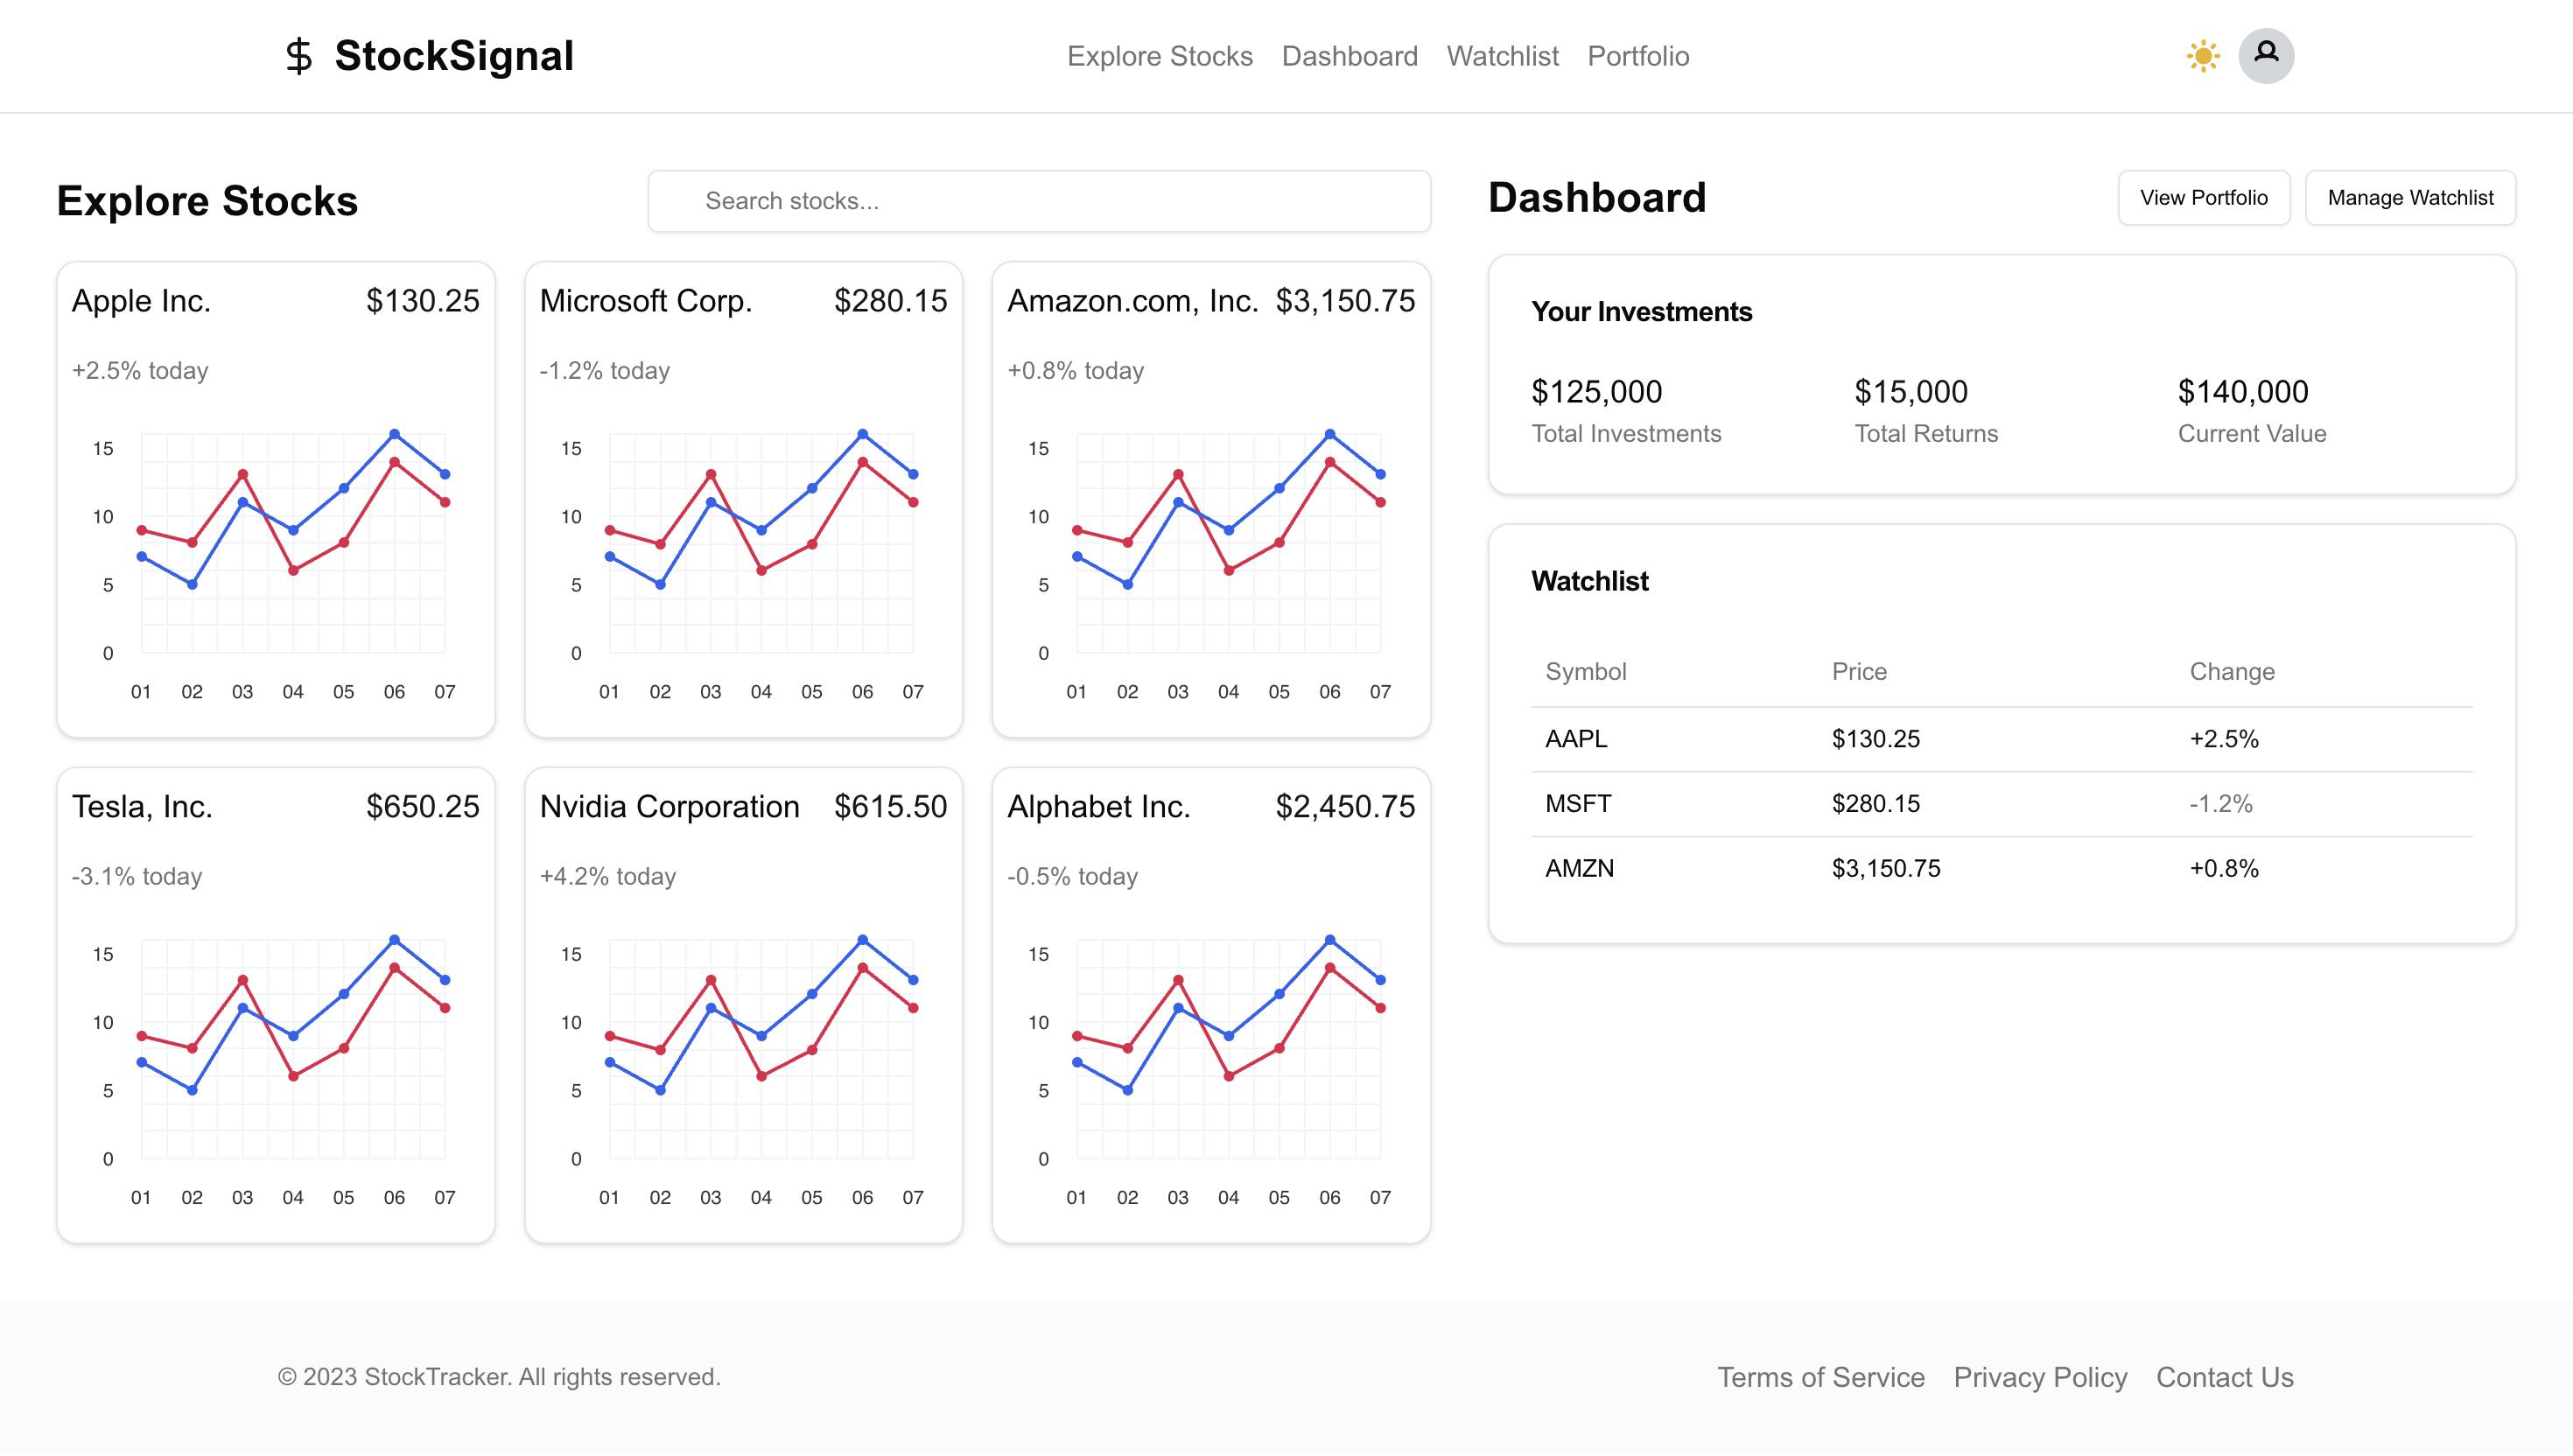 $ StockSignal
Explore Stocks Dashboard Watchlist Portfolio
Explore Stocks
Search stocks...
Apple Inc. $130.25
+2.5% today
15
10
5
0
01 02 03 04 05 06 07
Microsoft Corp. $280.15
-1.2% today
15
10
5
0
01 02 03 04 05 06 07
Amazon.com, Inc. $3,150.75
+0.8% today
15
10
5
0
01 02 03 04 05 06 07
Tesla, Inc. $650.25
-3.1% today
15
10
5
0
01 02 03 04 05 06 07
Nvidia Corporation $615.50
+4.2% today
15
10
5
0
01 02 03 04 05 06 07
Alphabet Inc. $2,450.75
-0.5% today
15
10
5
0
01 02 03 04 05 06 07
Dashboard
View Portfolio Manage Watchlist
Your Investments
$125,000 $15,000 $140,000
Total Investments Total Returns Current Value
Watchlist
Symbol Price Change
AAPL $130.25 +2.5%
MSFT $280.15 -1.2%
AMZN $3,150.75 +0.8%
© 2023 StockTracker. All rights reserved.
Terms of Service Privacy Policy Contact Us